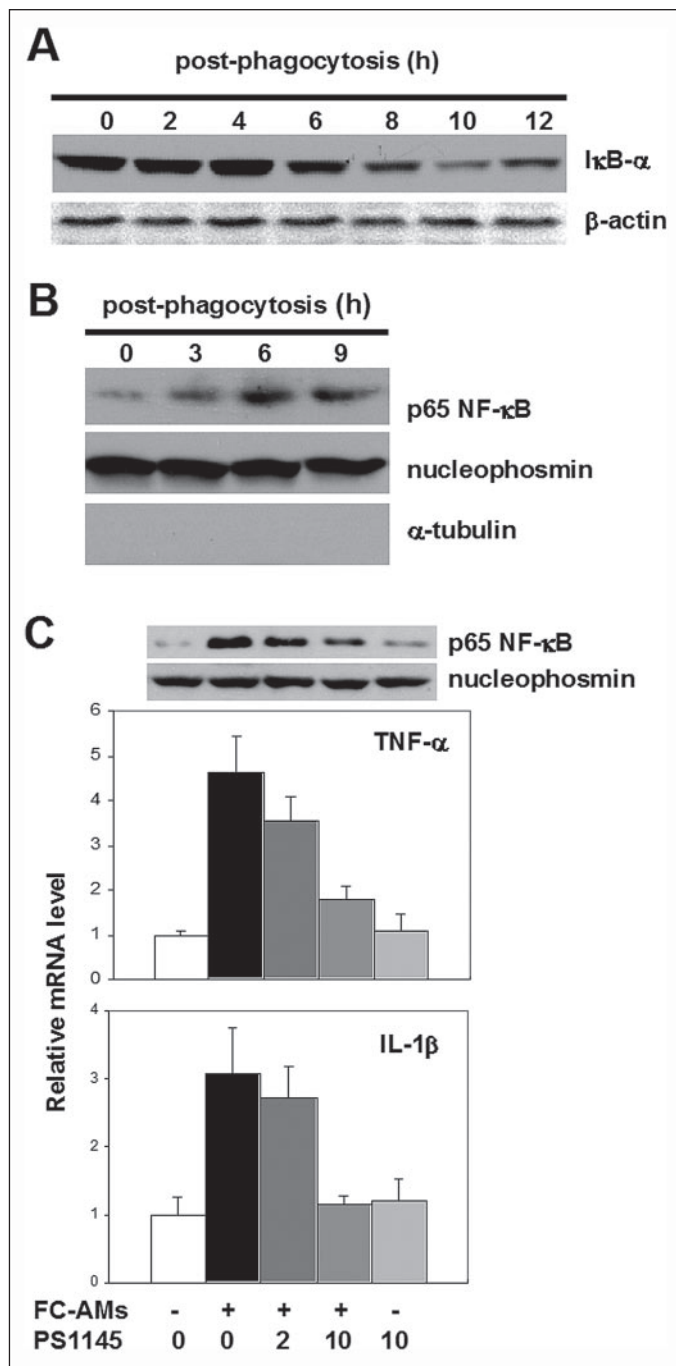 A
post-phagocytosis (h)
0 2 4 6 8 10 12
IκB-α
β-actin
B
post-phagocytosis (h)
0 3 6 9
p65 NF-κB
nucleophosmin
α-tubulin
C
p65 NF-κB
nucleophosmin
Relative mRNA level
6
TNF-α
5
4
3
2
1
0
4
IL-1β
3
2
1
0
FC-AMs - + + + -
PS1145 0 0 2 10 10